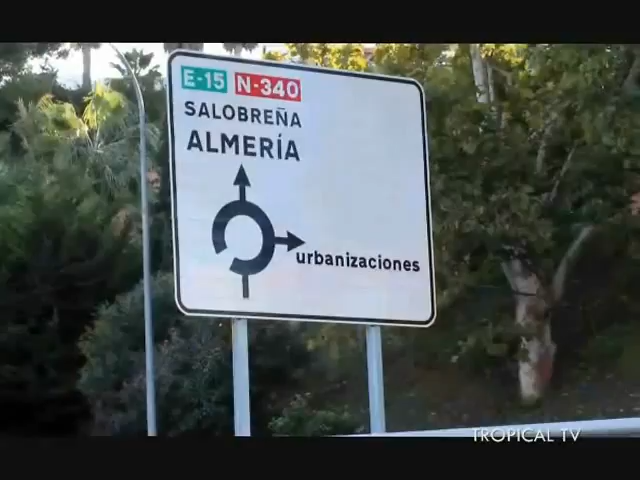 E-15 N-340
SALOBREÑA
ALMERÍA
urbanizaciones
TROPICAL TV